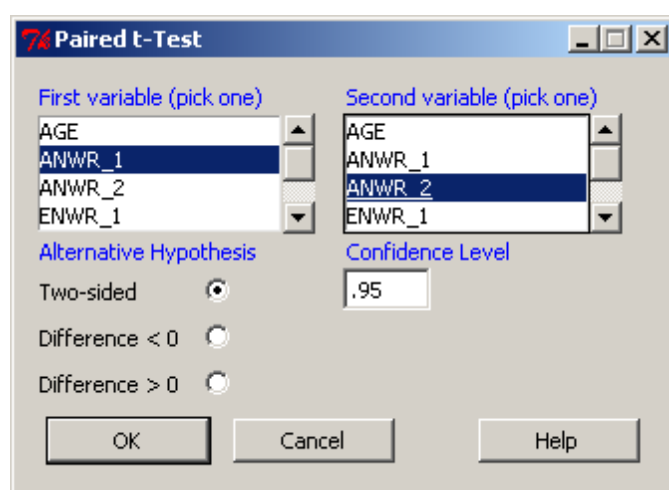 Paired t-Test
First variable (pick one) Second variable (pick one)
AGE AGE
ANWR_1 ANWR_1
ANWR_2 ANWR_2
ENWR_1 ENWR_1
Alternative Hypothesis Confidence Level
Two-sided .95
Difference < 0
Difference > 0
OK Cancel Help